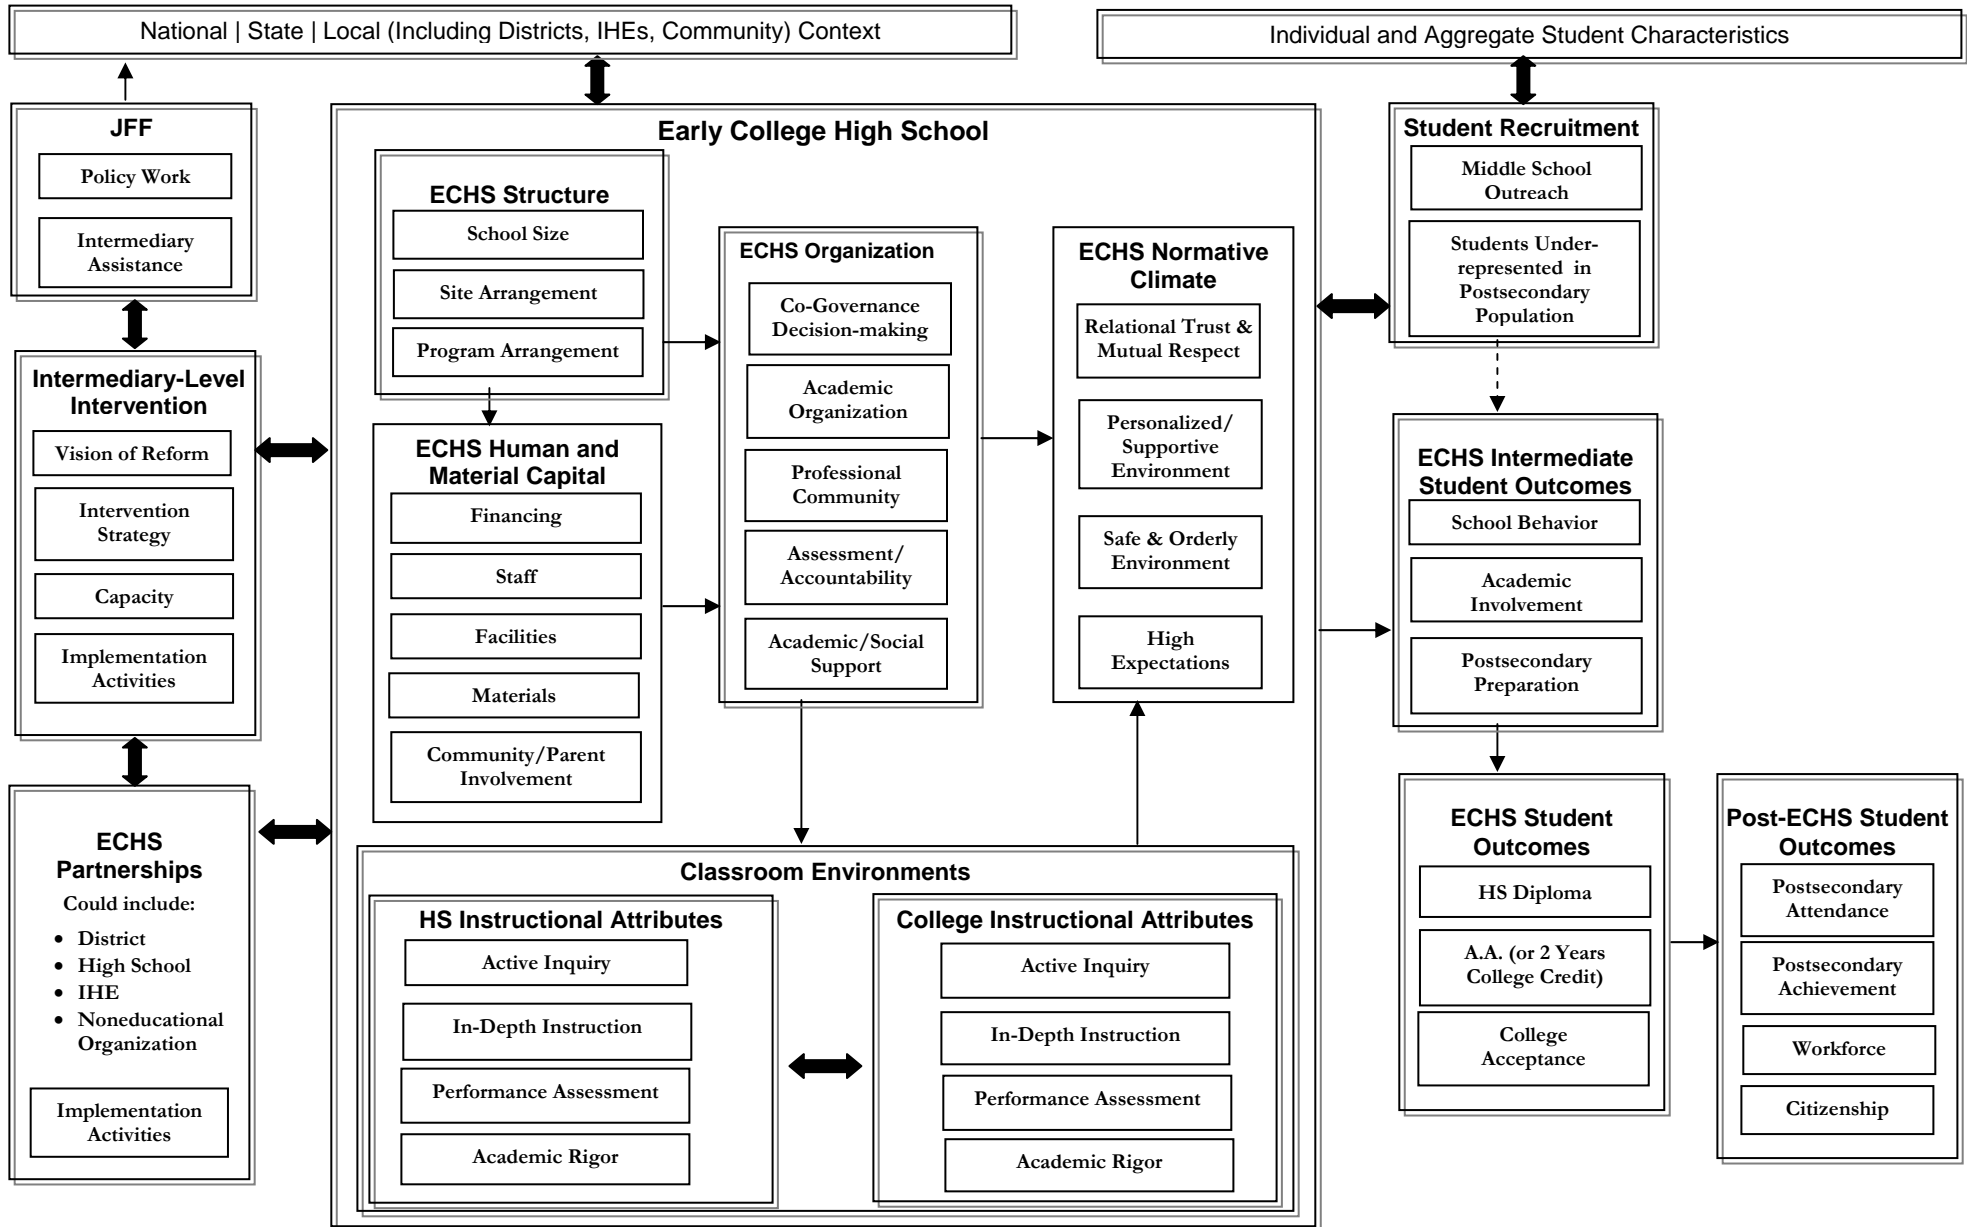 National | State | Local (Including Districts, IHEs, Community) Context
Individual and Aggregate Student Characteristics
JFF
Policy Work
Intermediary
Assistance
Intermediary-Level
Intervention
Vision of Reform
Intervention
Strategy
Capacity
Implementation
Activities
ECHS
Partnerships
Could include:
• District
• High School
• IHE
• Noneducational
Organization
Implementation
Activities
Early College High School
ECHS Structure
School Size
Site Arrangement
Program Arrangement
ECHS Human and
Material Capital
Financing
Staff
Facilities
Materials
Community/Parent
Involvement
ECHS Organization
Co-Governance
Decision-making
Academic
Organization
Professional
Community
Assessment/
Accountability
Academic/Social
Support
ECHS Normative
Climate
Relational Trust &
Mutual Respect
Personalized/
Supportive
Environment
Safe & Orderly
Environment
High
Expectations
Classroom Environments
HS Instructional Attributes
Active Inquiry
In-Depth Instruction
Performance Assessment
Academic Rigor
College Instructional Attributes
Active Inquiry
In-Depth Instruction
Performance Assessment
Academic Rigor
Student Recruitment
Middle School
Outreach
Students Under-
represented in
Postsecondary
Population
ECHS Intermediate
Student Outcomes
School Behavior
Academic
Involvement
Postsecondary
Preparation
ECHS Student
Outcomes
HS Diploma
A.A. (or 2 Years
College Credit)
College
Acceptance
Post-ECHS Student
Outcomes
Postsecondary
Attendance
Postsecondary
Achievement
Workforce
Citizenship